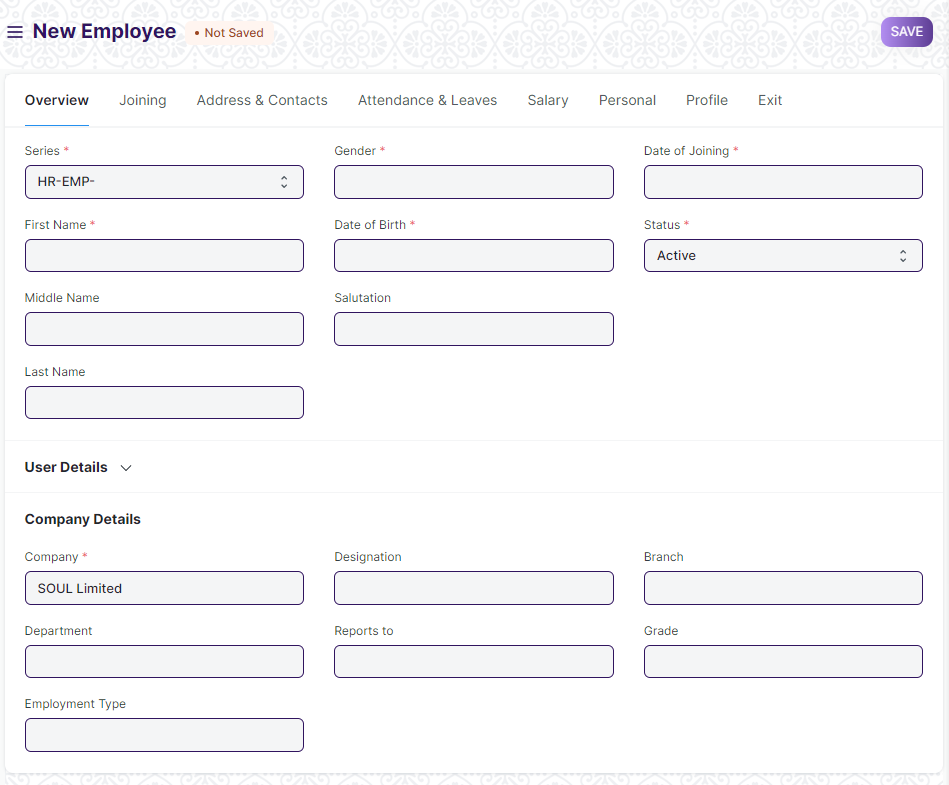 New Employee • Not Saved SAVE
Overview Joining Address & Contacts Attendance & Leaves Salary Personal Profile Exit
Series * Gender * Date of Joining *
HR-EMP-
First Name * Date of Birth * Status *
Active
Middle Name Salutation
Last Name
User Details
Company Details
Company * Designation Branch
SOUL Limited
Department Reports to Grade
Employment Type